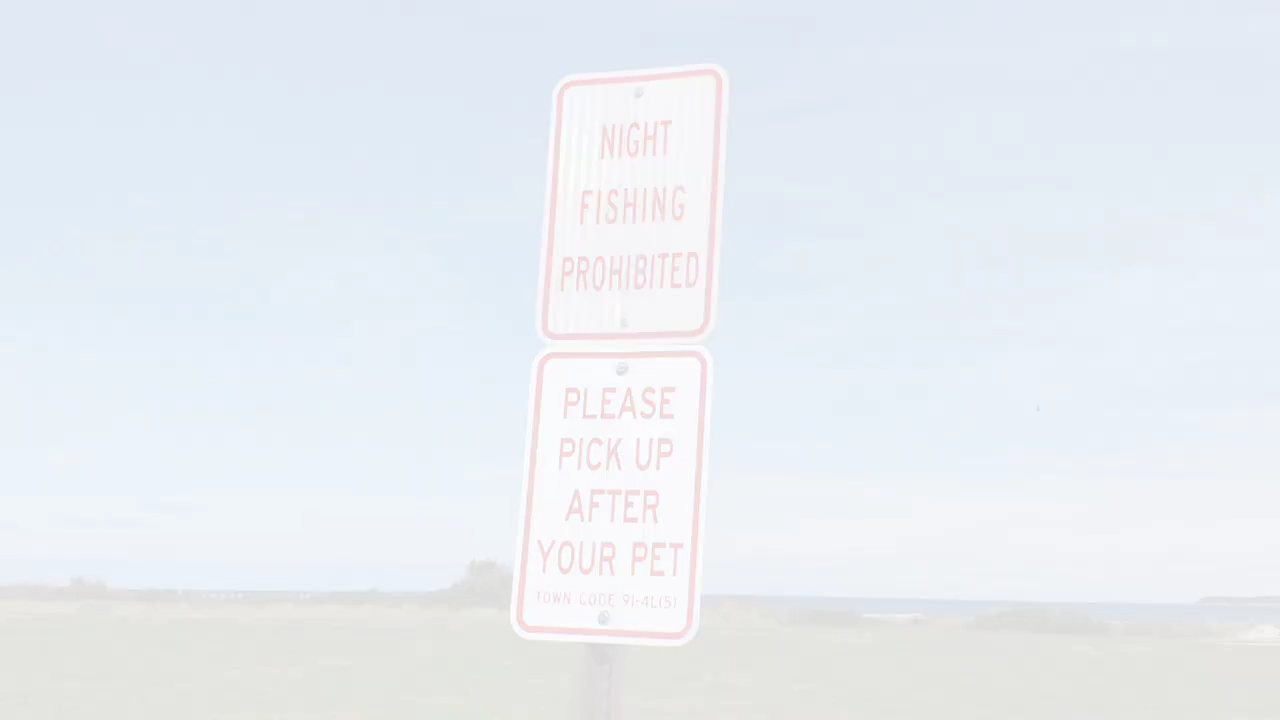 NIGHT
FISHING
PROHIBITED
PLEASE
PICK UP
AFTER
YOUR PET
TOWN CODE 91-4L(5)